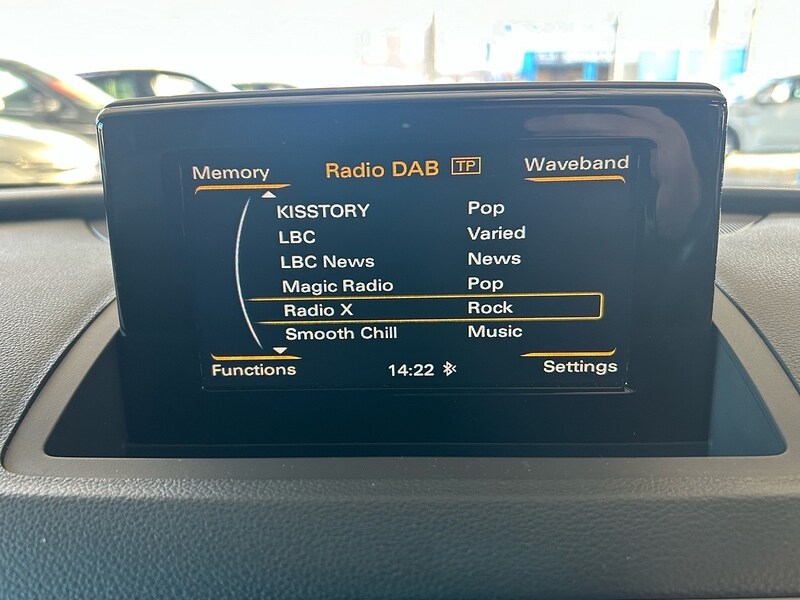 Memory Radio DAB TP Waveband
KISSTORY Pop
LBC Varied
LBC News News
Magic Radio Pop
Radio X Rock
Smooth Chill Music
Functions 14:22 Settings